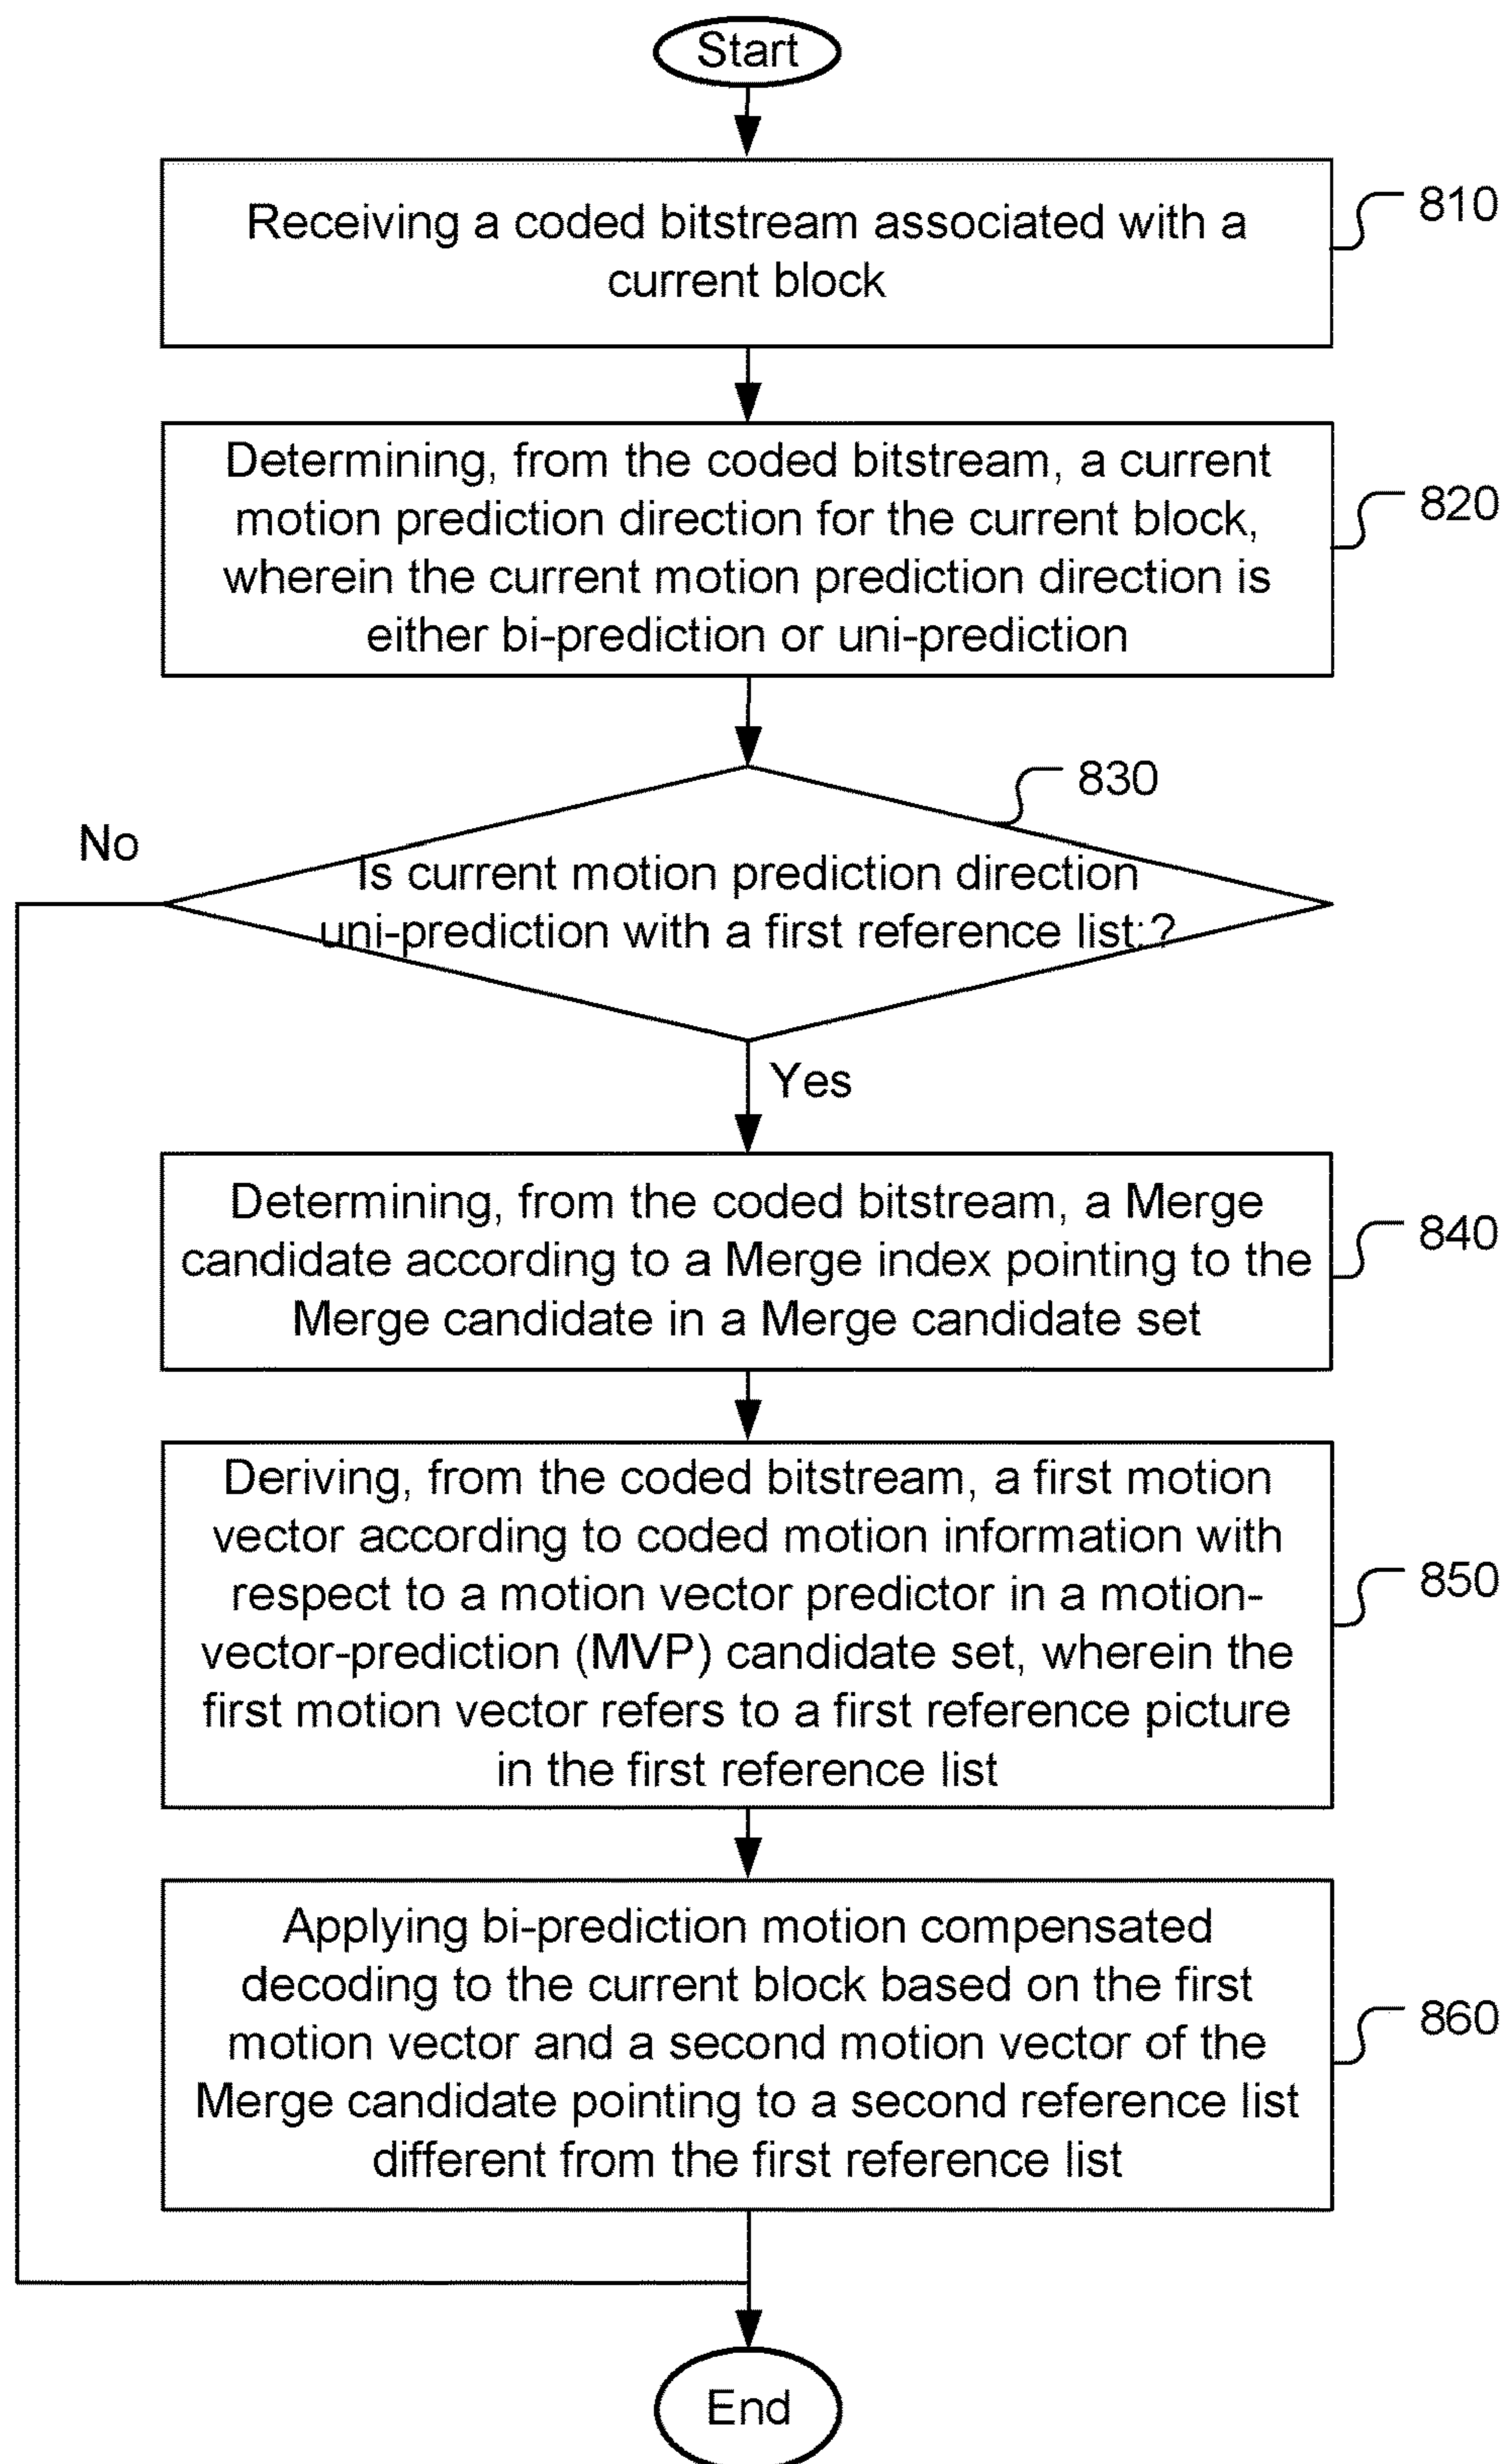 Start
Receiving a coded bitstream associated with a
current block
810
Determining, from the coded bitstream, a current
motion prediction direction for the current block,
wherein the current motion prediction direction is
either bi-prediction or uni-prediction
820
830
No
Is current motion prediction direction
uni-prediction with a first reference list:?
Yes
Determining, from the coded bitstream, a Merge
candidate according to a Merge index pointing to the
Merge candidate in a Merge candidate set
840
Deriving, from the coded bitstream, a first motion
vector according to coded motion information with
respect to a motion vector predictor in a motion-
vector-prediction (MVP) candidate set, wherein the
first motion vector refers to a first reference picture
in the first reference list
850
Applying bi-prediction motion compensated
decoding to the current block based on the first
motion vector and a second motion vector of the
Merge candidate pointing to a second reference list
different from the first reference list
860
End